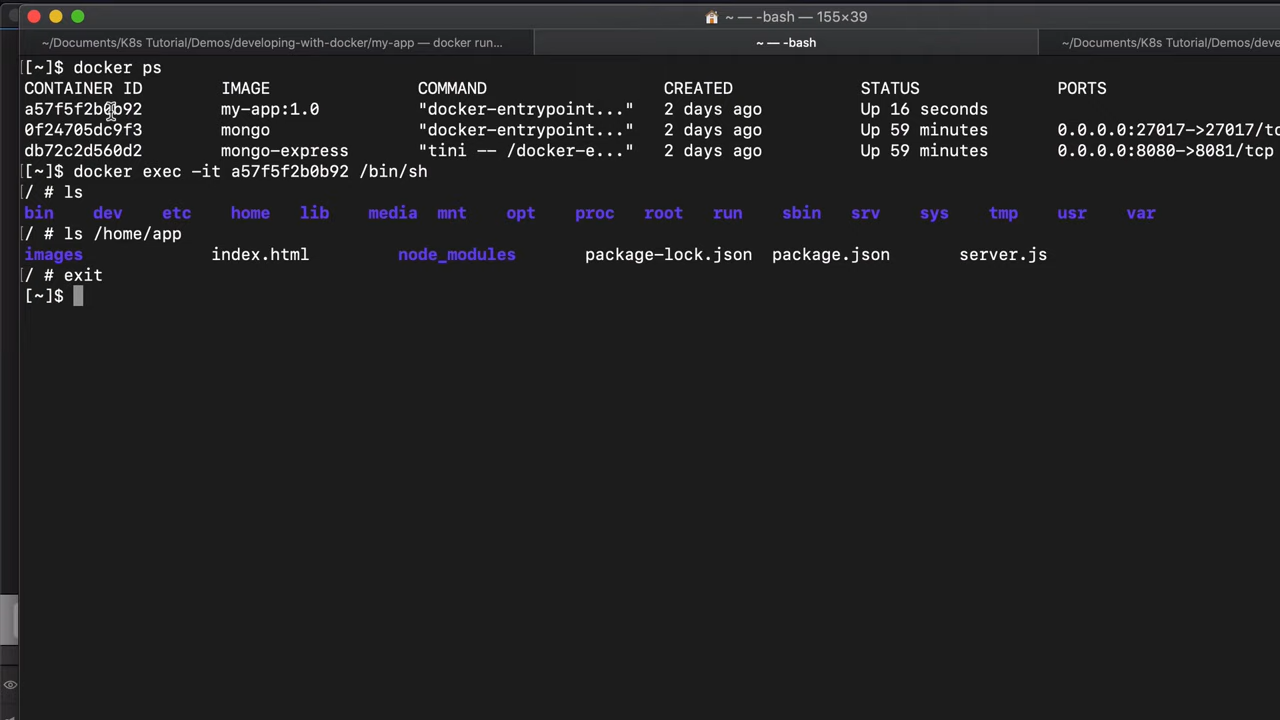 ~ — -bash — 155×39
~/Documents/K8s Tutorial/Demos/developing-with-docker/my-app — docker run... ~ — -bash ~/Documents/K8s Tutorial/Demos/deve
[~]$ docker ps
CONTAINER ID IMAGE COMMAND CREATED STATUS PORTS
a57f5f2b0b92 my-app:1.0 "docker-entrypoint..." 2 days ago Up 16 seconds
0f24705dc9f3 mongo "docker-entrypoint..." 2 days ago Up 59 minutes 0.0.0.0:27017->27017/tc
db72c2d560d2 mongo-express "tini -- /docker-e..." 2 days ago Up 59 minutes 0.0.0.0:8080->8081/tcp
[~]$ docker exec -it a57f5f2b0b92 /bin/sh
/ # ls
bin dev etc home lib media mnt opt proc root run sbin srv sys tmp usr var
/ # ls /home/app
images index.html node_modules package-lock.json package.json server.js
/ # exit
[~]$